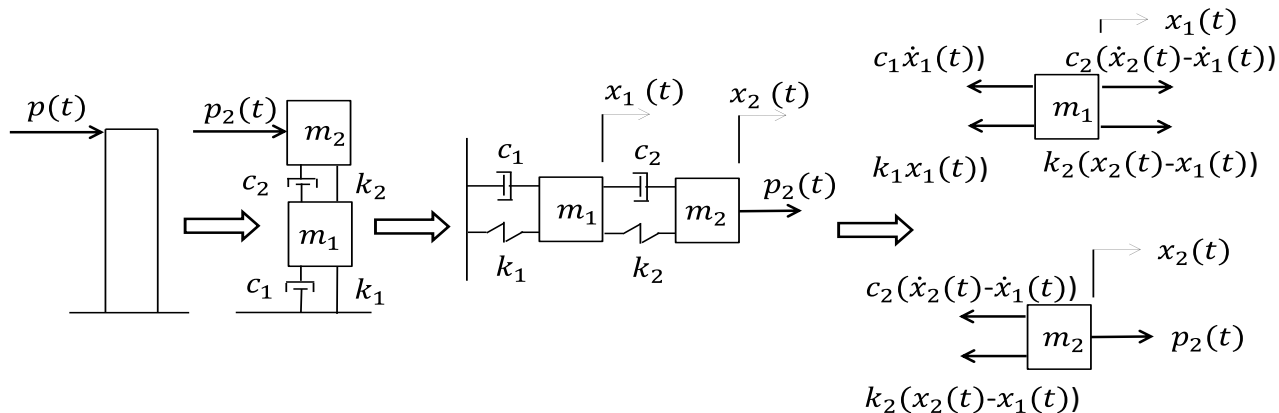 p(t)
p₂(t)
m₂
c₂
k₂
m₁
c₁
k₁
x₁ (t)
x₂ (t)
c₁
c₂
m₁
m₂
p₂(t)
k₁
k₂
x₁(t)
c₁ẋ₁(t))
c₂(ẋ₂(t)-ẋ₁(t))
m₁
k₁x₁(t))
k₂(x₂(t)-x₁(t))
x₂(t)
c₂(ẋ₂(t)-ẋ₁(t))
m₂
p₂(t)
k₂(x₂(t)-x₁(t))